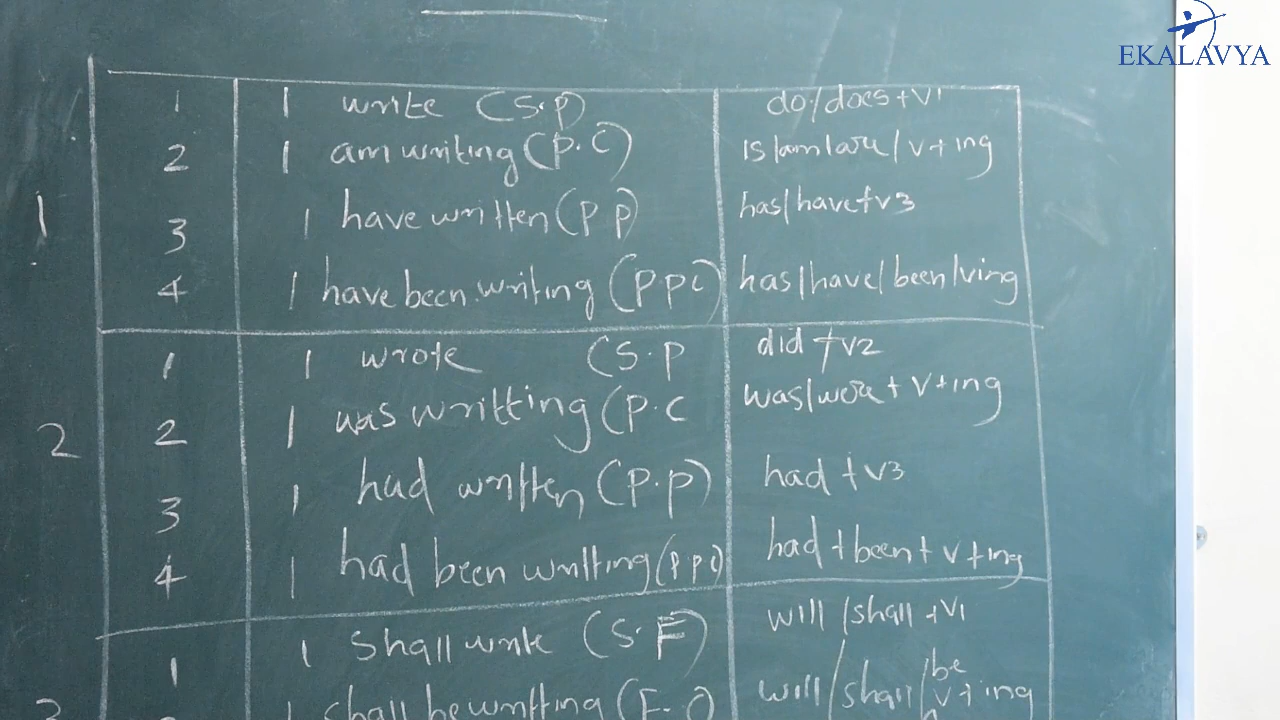 EKALAVYA
1 I write (S.P) do/does+V1
2 I am writing (P.C) is/am/are/v+ing
1
3 I have written (P P) has/have+v3
4 I have been writing (P P C) has/have/been/ving
1 I wrote (S.P did +v2
2 2 I was writting (P.C was/were+ v+ing
3 I had written (P.P) had +v3
4 I had been writting (P P C) had + been + v+ing
1 I Shall write (S.F) will /shall +V1
I shall be writting (F.C) will/shall/be v+ing